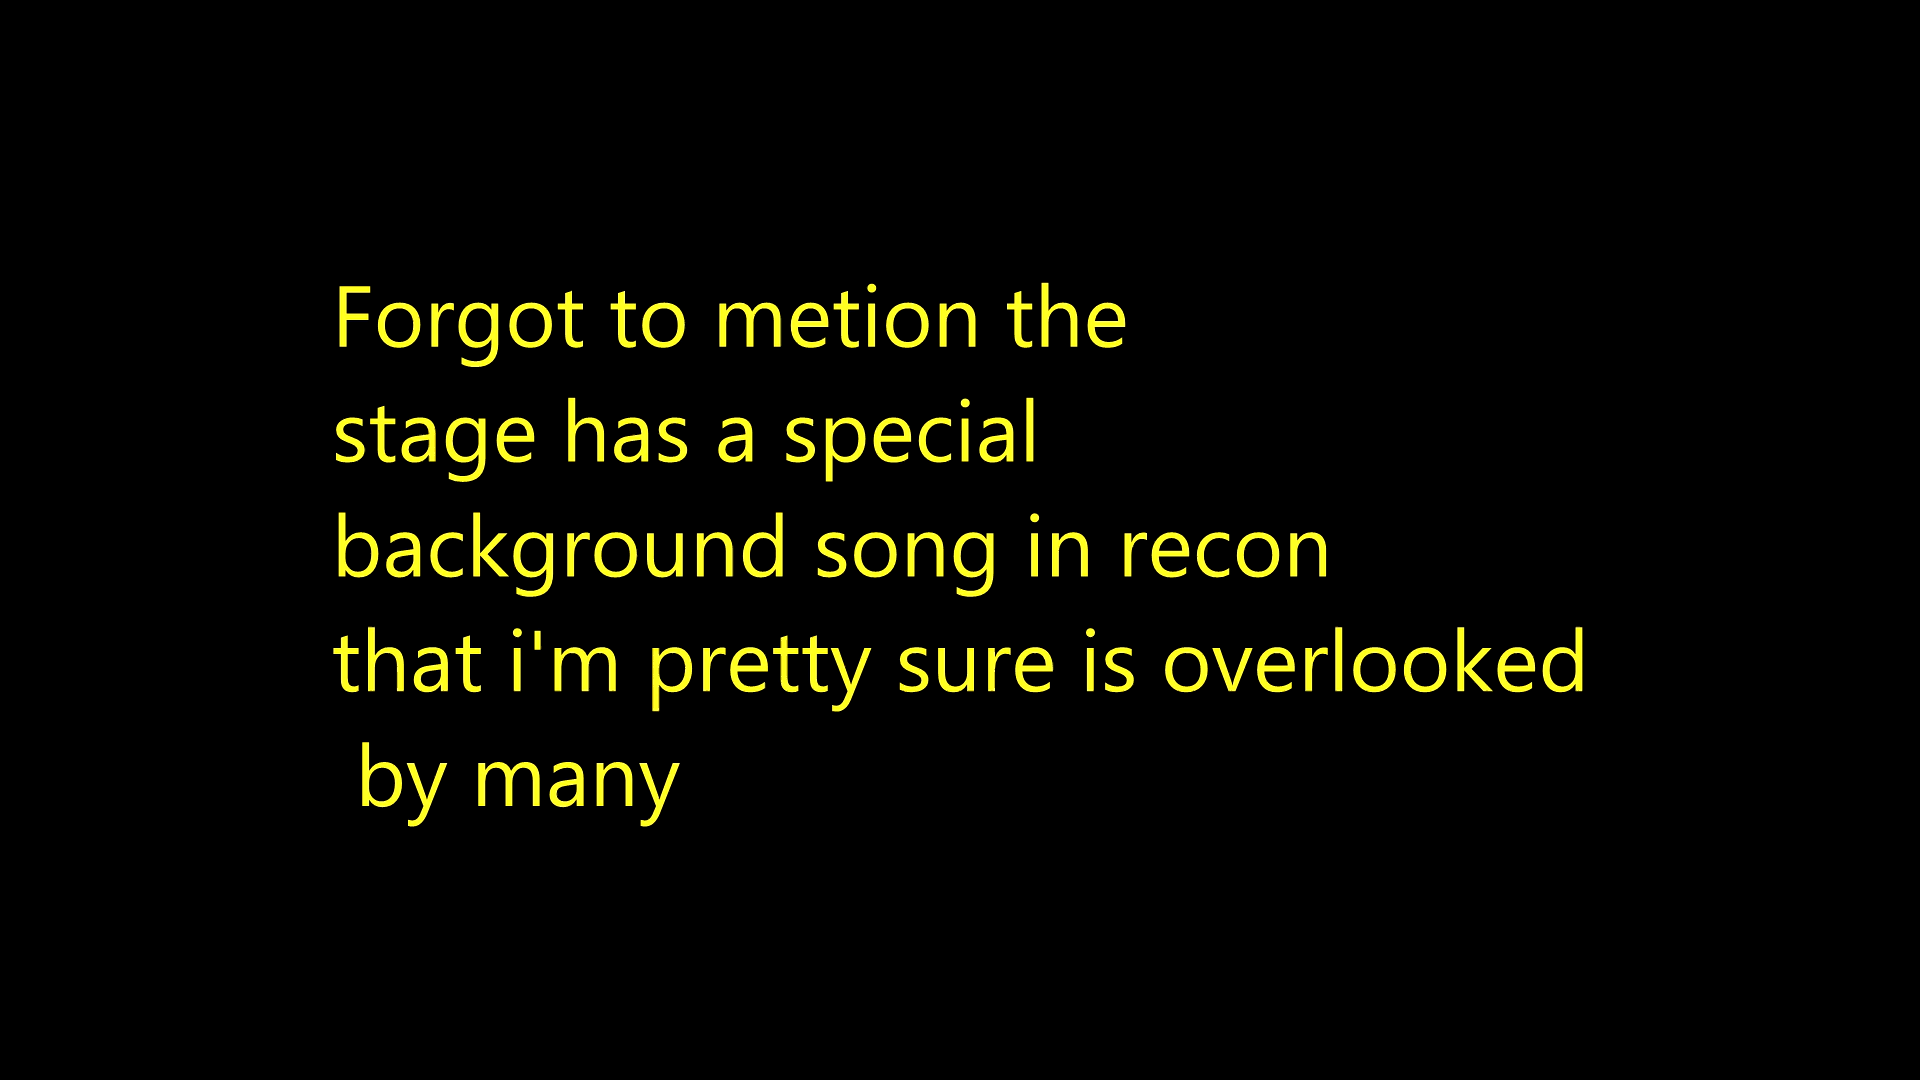 Forgot to metion the
stage has a special
background song in recon
that i'm pretty sure is overlooked
by many